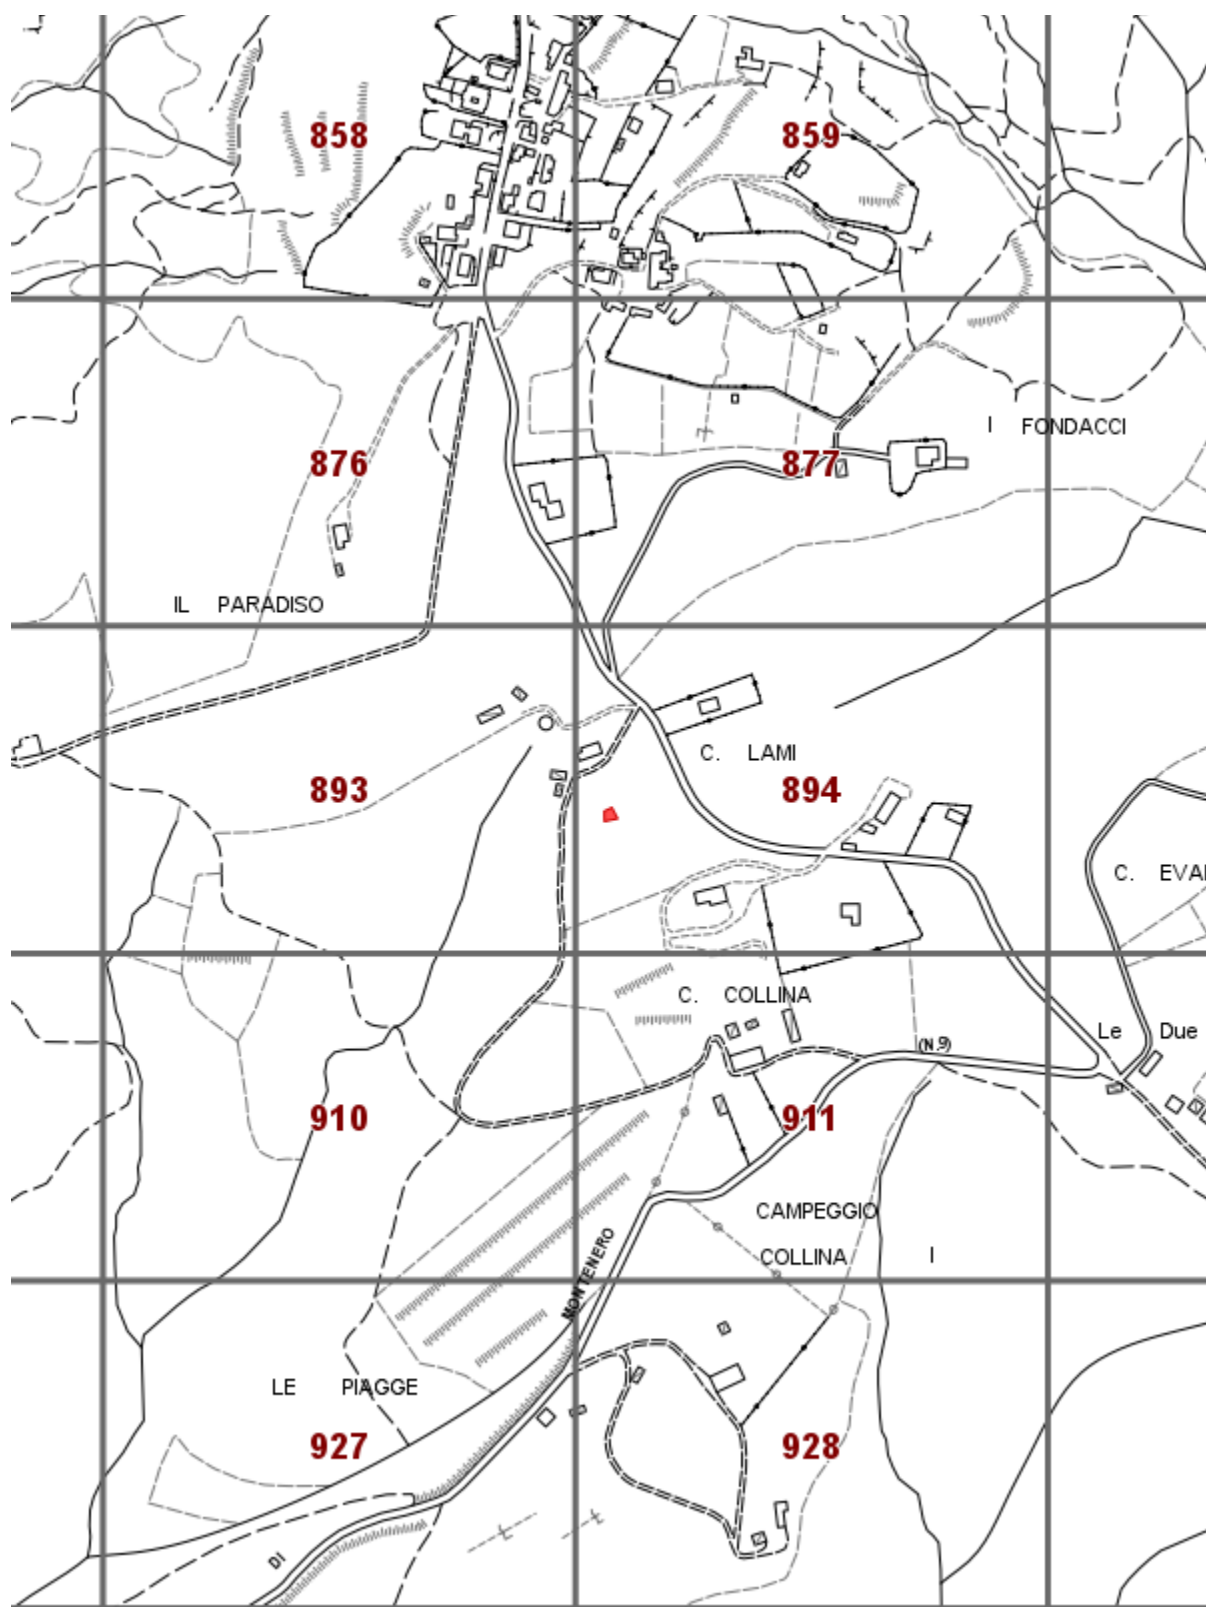 858 859
I FONDACCI
876 877
IL PARADISO
C. LAMI
893 894
C. EVA
C. COLLINA
Le Due
(N.9)
910 911
CAMPEGGIO
COLLINA I
MONTENERO
LE PIAGGE
927 928
DI